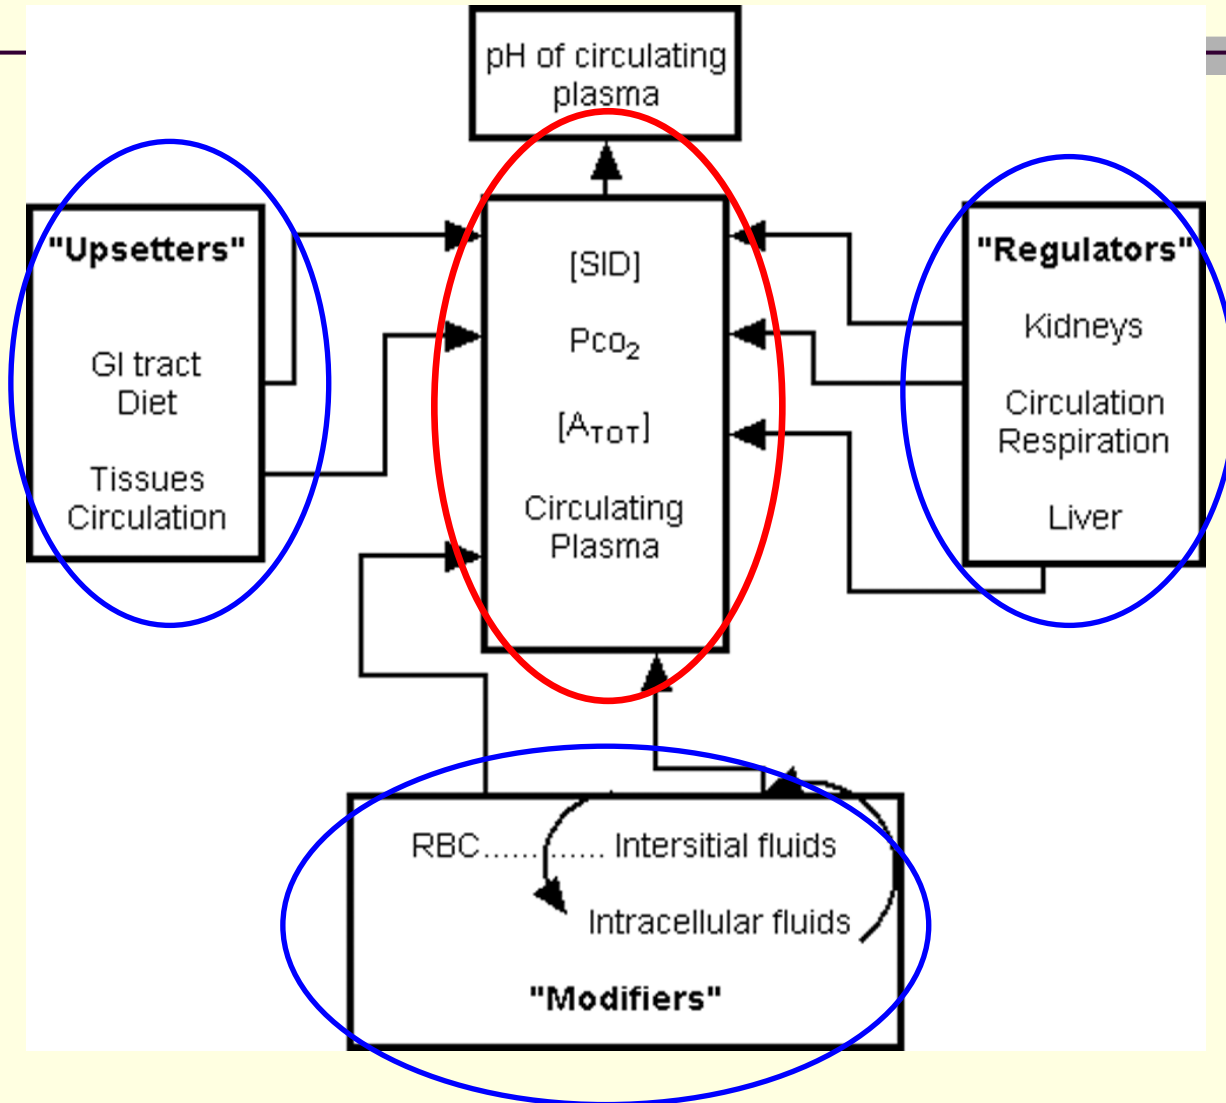 pH of circulating
plasma
"Upsetters"
GI tract
Diet
Tissues
Circulation
[SID]
Pco₂
[A_TOT]
Circulating
Plasma
"Regulators"
Kidneys
Circulation
Respiration
Liver
RBC............. Intersitial fluids
Intracellular fluids
"Modifiers"